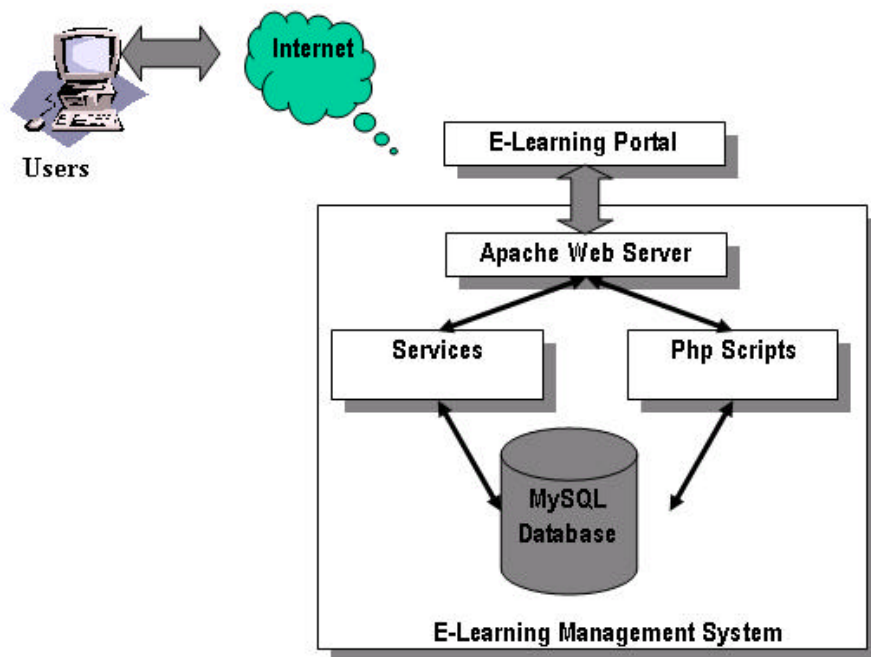 Internet
Users
E-Learning Portal
Apache Web Server
Services
Php Scripts
MySQL
Database
E-Learning Management System